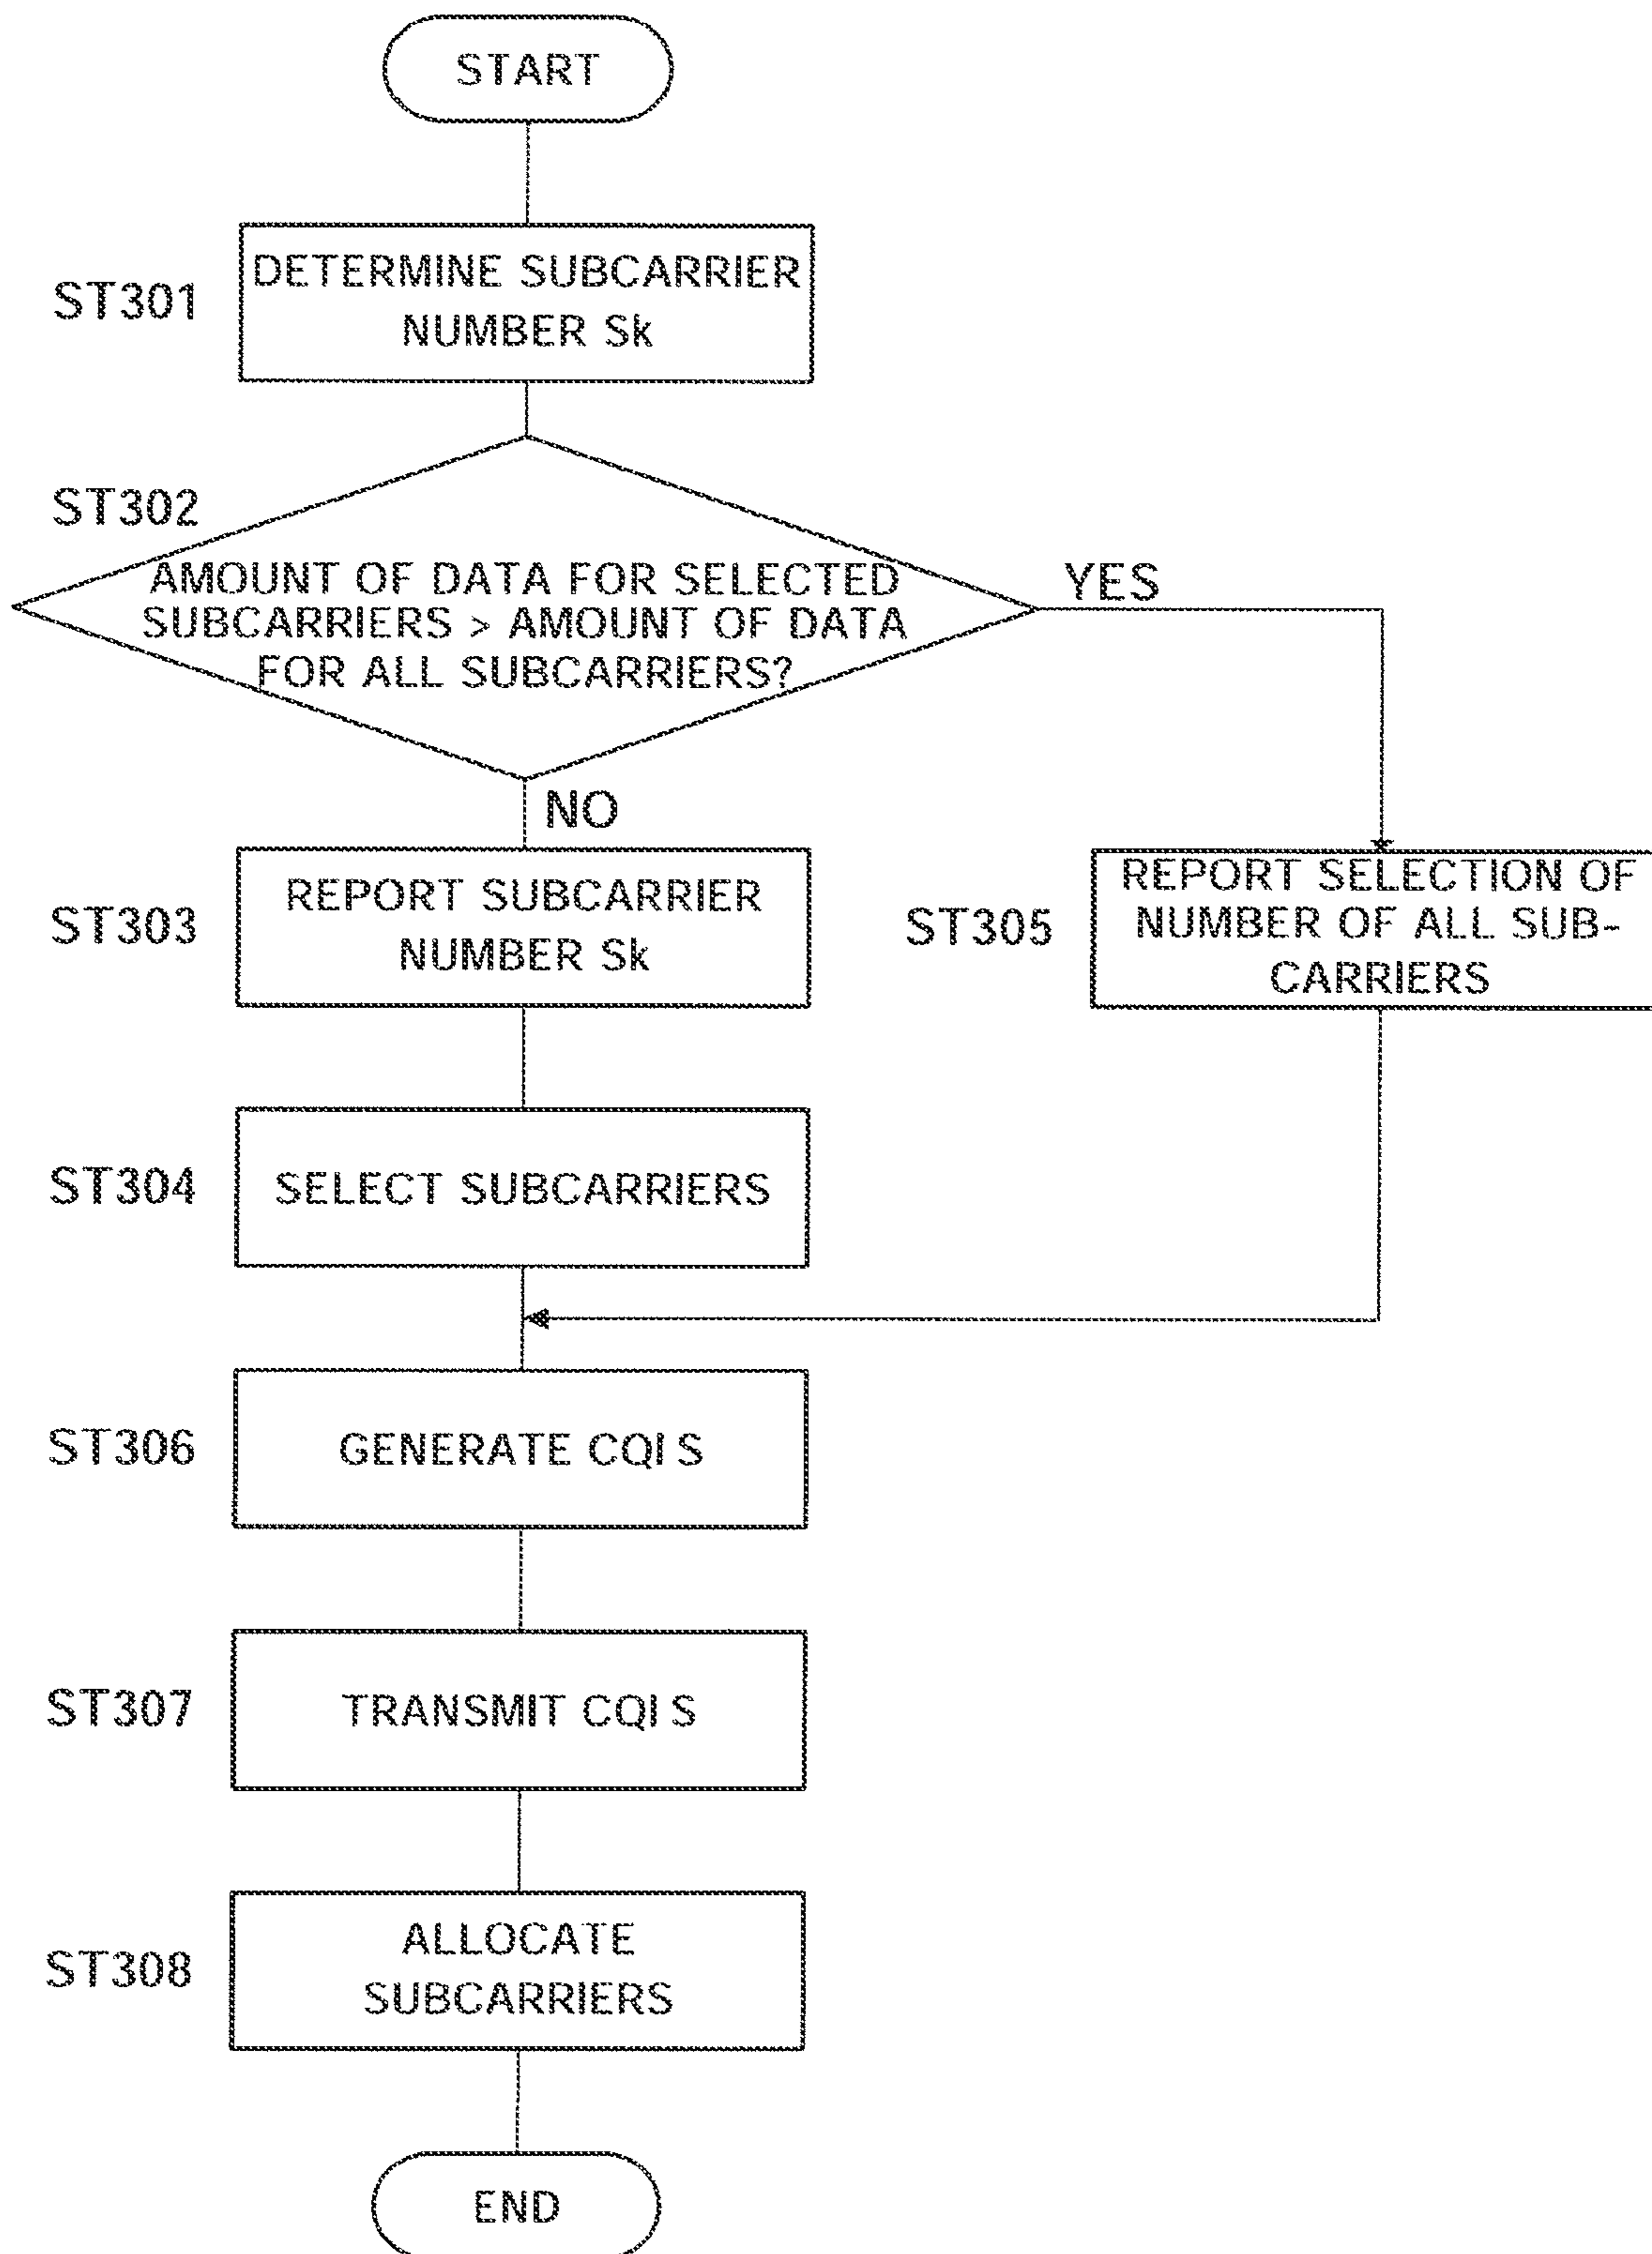 START
ST301
DETERMINE SUBCARRIER
NUMBER Sk
ST302
AMOUNT OF DATA FOR SELECTED
SUBCARRIERS > AMOUNT OF DATA
FOR ALL SUBCARRIERS?
YES
NO
ST303
REPORT SUBCARRIER
NUMBER Sk
ST305
REPORT SELECTION OF
NUMBER OF ALL SUB-
CARRIERS
ST304
SELECT SUBCARRIERS
ST306
GENERATE CQI S
ST307
TRANSMIT CQI S
ST308
ALLOCATE
SUBCARRIERS
END